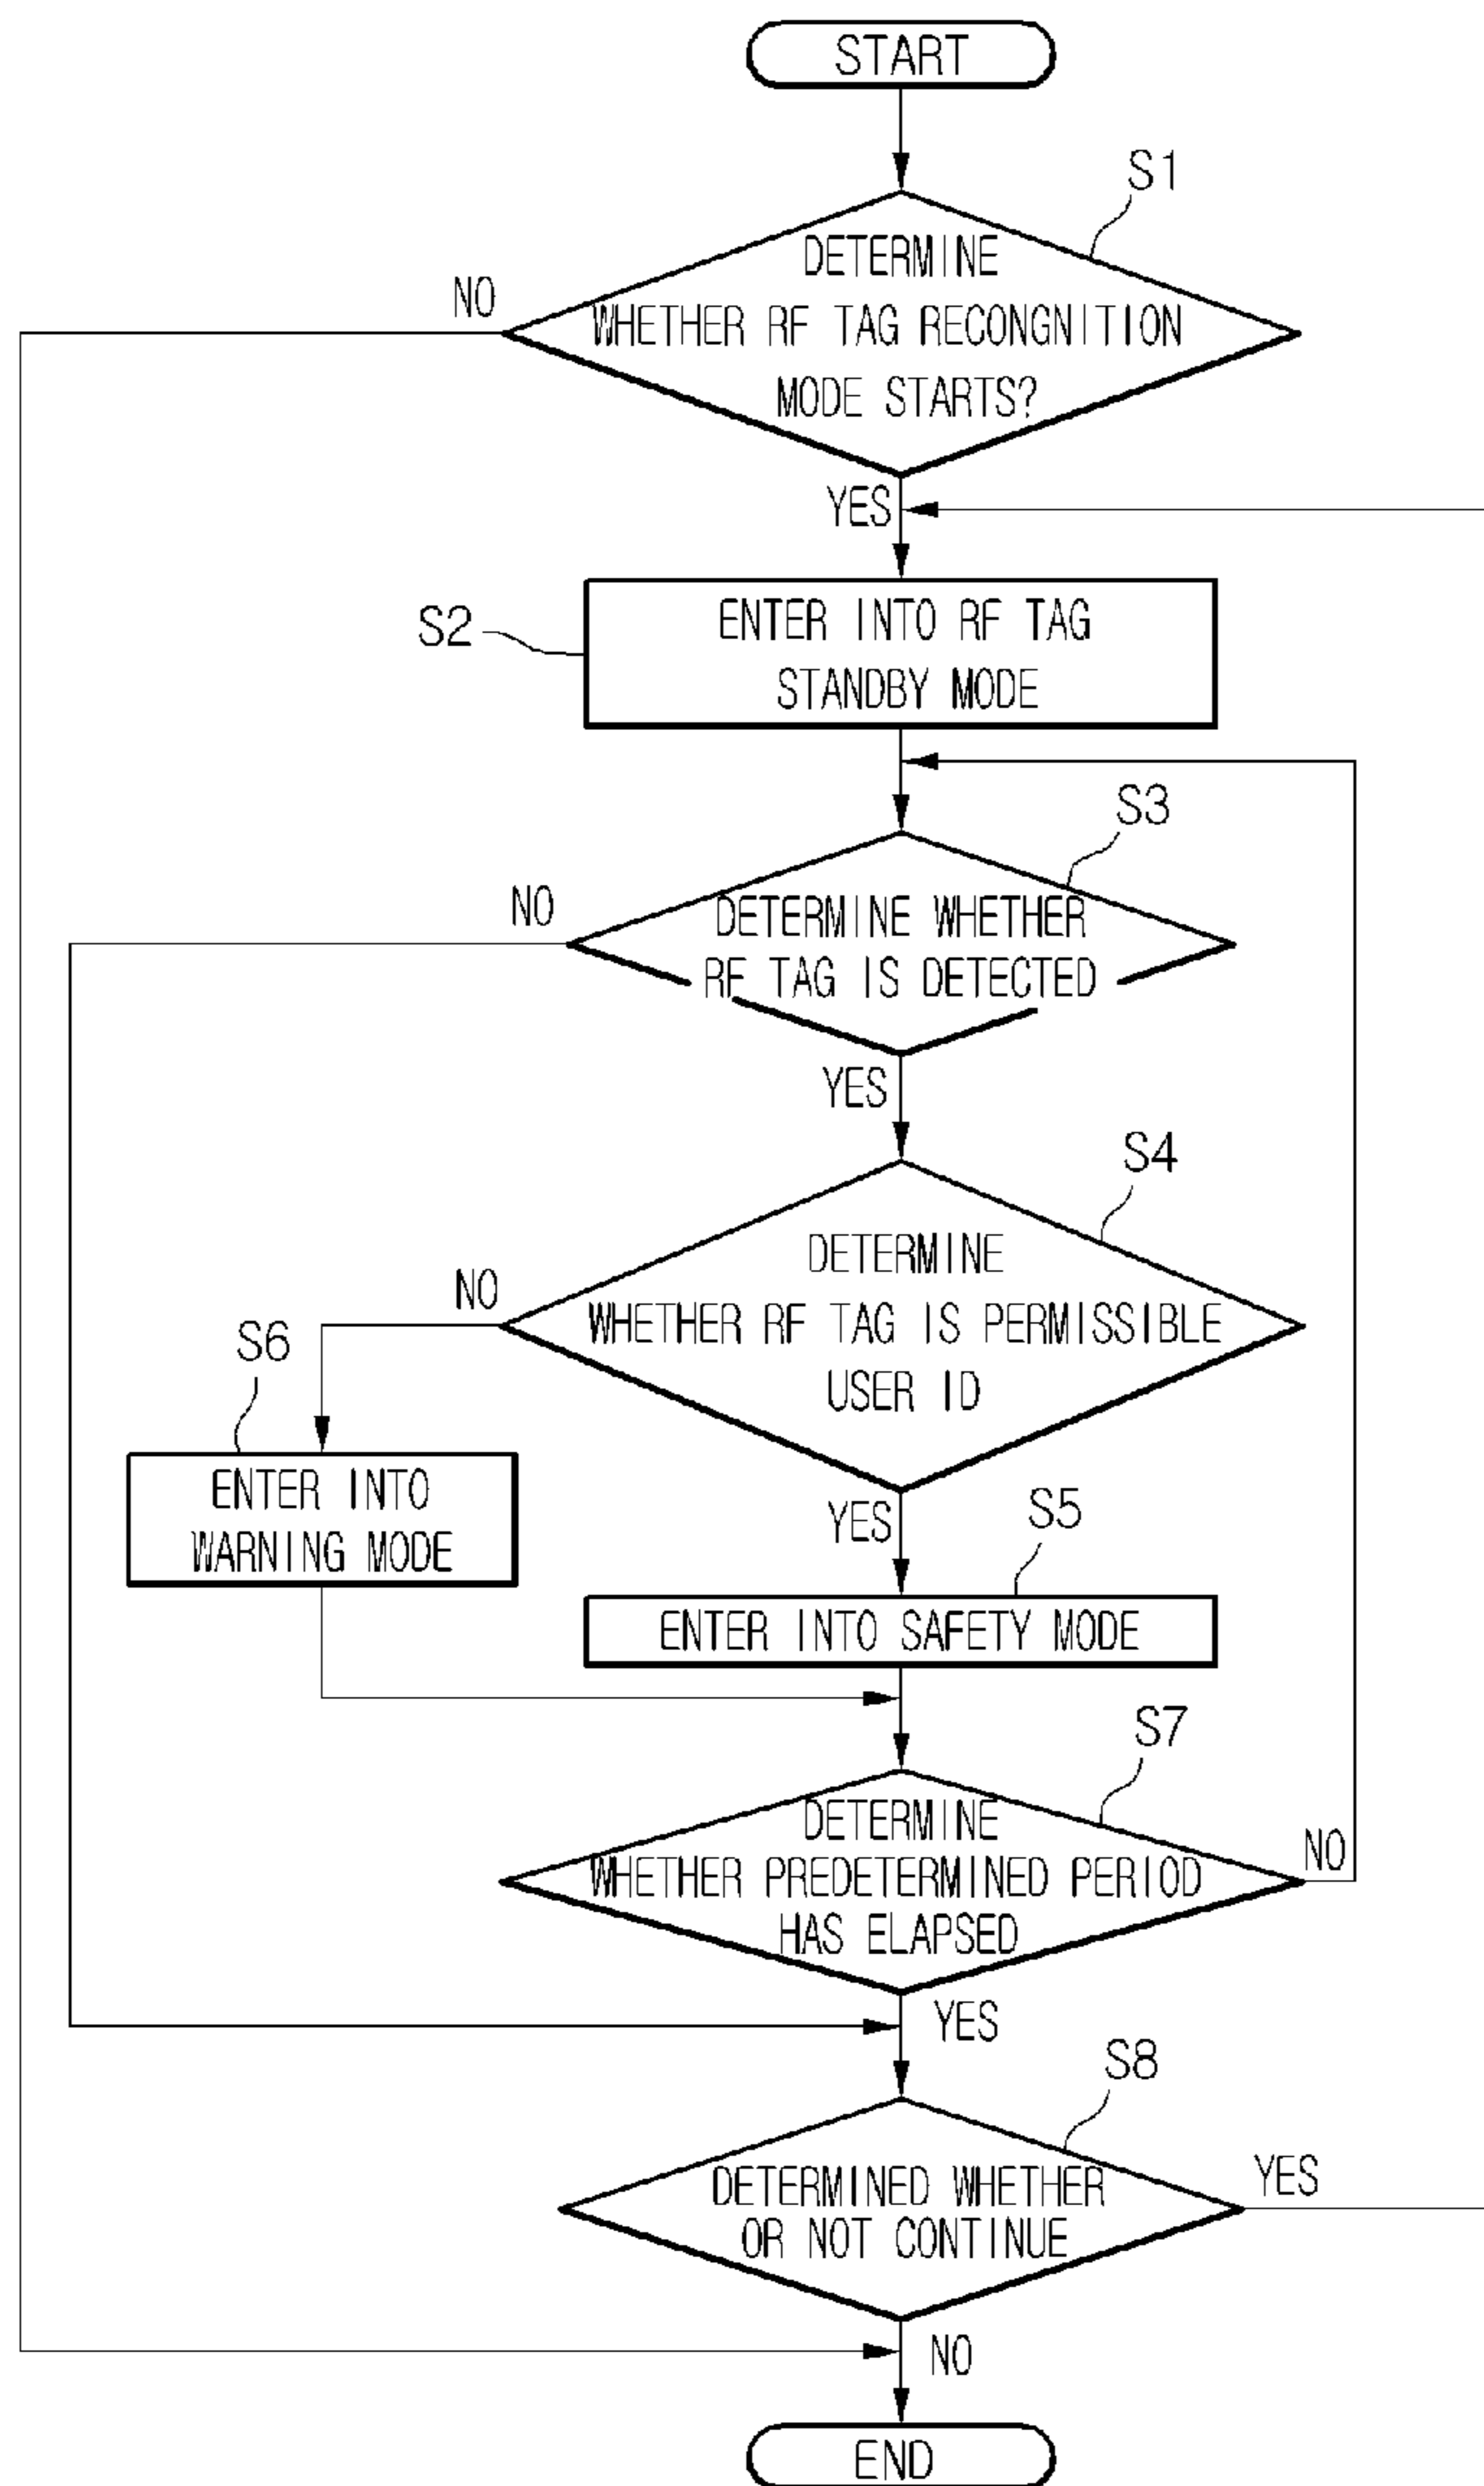 START
S1
DETERMINE
WHETHER RF TAG RECONGNITION
MODE STARTS?
NO
YES
S2
ENTER INTO RF TAG
STANDBY MODE
S3
NO
DETERMINE WHETHER
RF TAG IS DETECTED
YES
S4
DETERMINE
WHETHER RF TAG IS PERMISSIBLE
USER ID
NO
S6
ENTER INTO
WARNING MODE
YES
S5
ENTER INTO SAFETY MODE
S7
DETERMINE
WHETHER PREDETERMINED PERIOD
HAS ELAPSED
NO
YES
S8
DETERMINED WHETHER
OR NOT CONTINUE
YES
NO
END